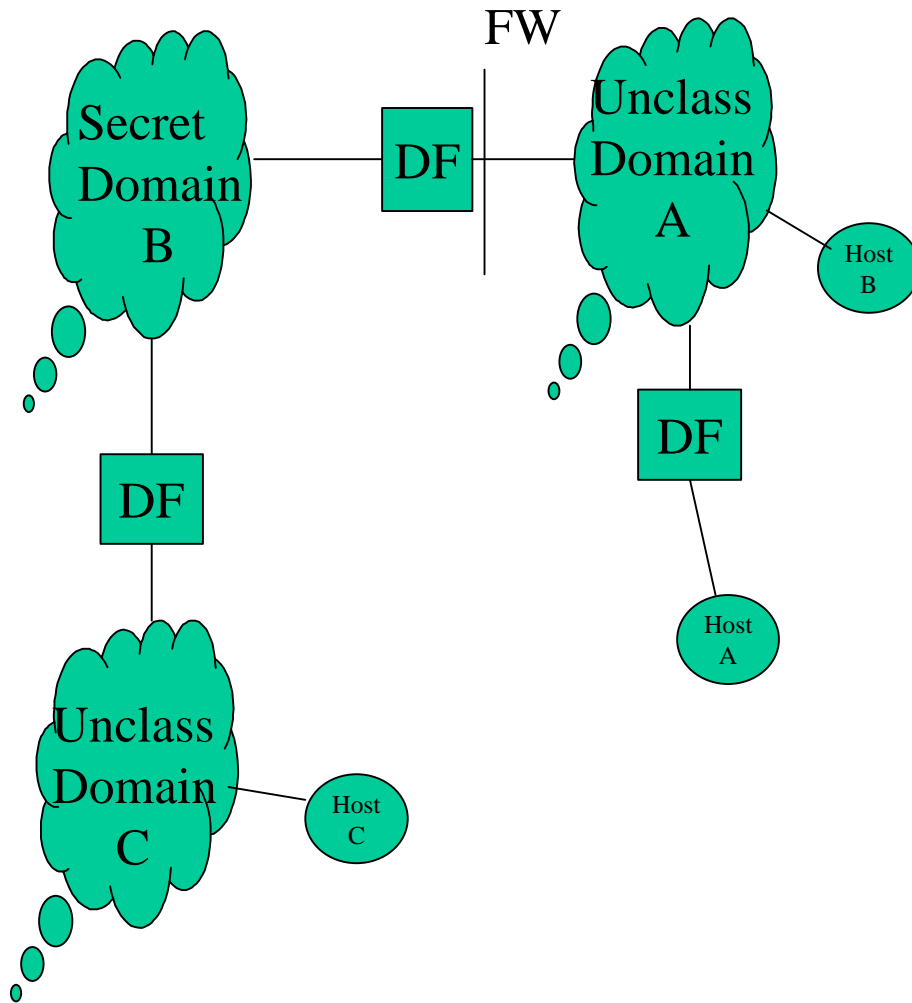 FW
Secret
Domain
B
DF
Unclass
Domain
A
Host
B
DF
Host
A
DF
Unclass
Domain
C
Host
C